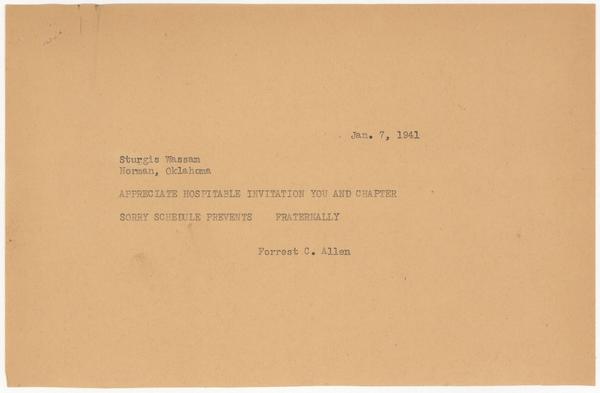 Jan. 7, 1941
Sturgis Wassam
Norman, Oklahoma
APPRECIATE HOSPITABLE INVITATION YOU AND CHAPTER
SORRY SCHEDULE PREVENTS FRATERNALLY
Forrest C. Allen